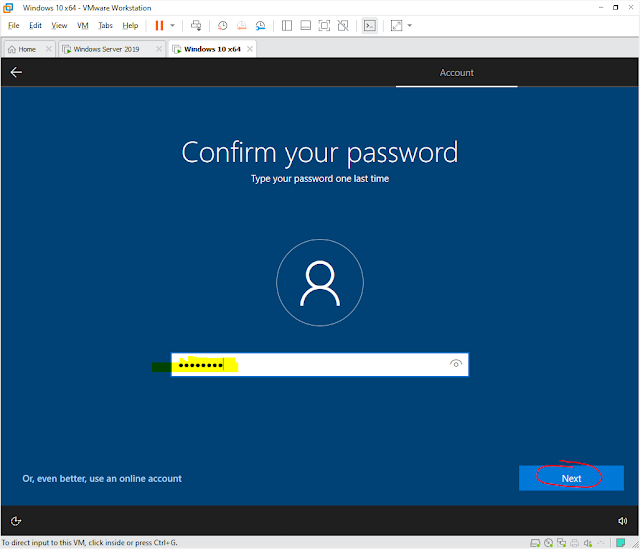 Windows 10 x64 - VMware Workstation
File Edit View VM Tabs Help
Home Windows Server 2019 Windows 10 x64
Account
Confirm your password
Type your password one last time
••••••••
Or, even better, use an online account
Next
To direct input to this VM, click inside or press Ctrl+G.